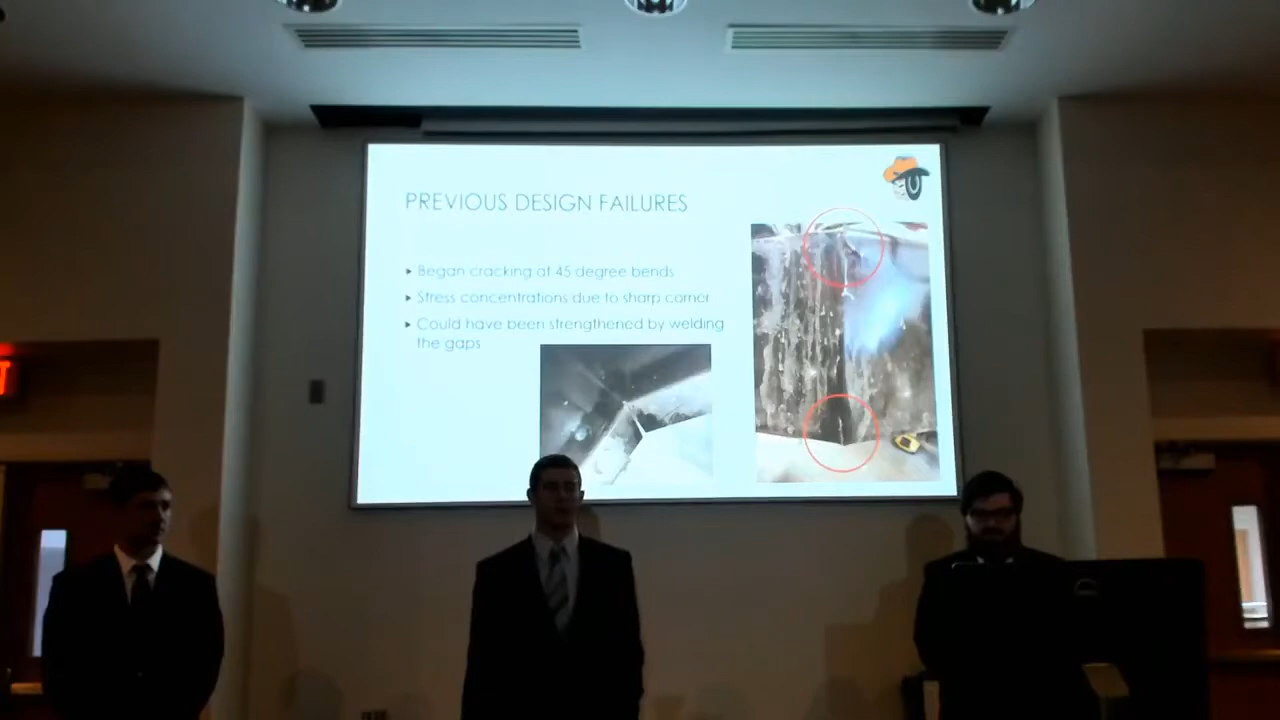 PREVIOUS DESIGN FAILURES
Began cracking at 45 degree bends
Stress concentrations due to sharp corner
Could have been strengthened by welding
the gaps
T